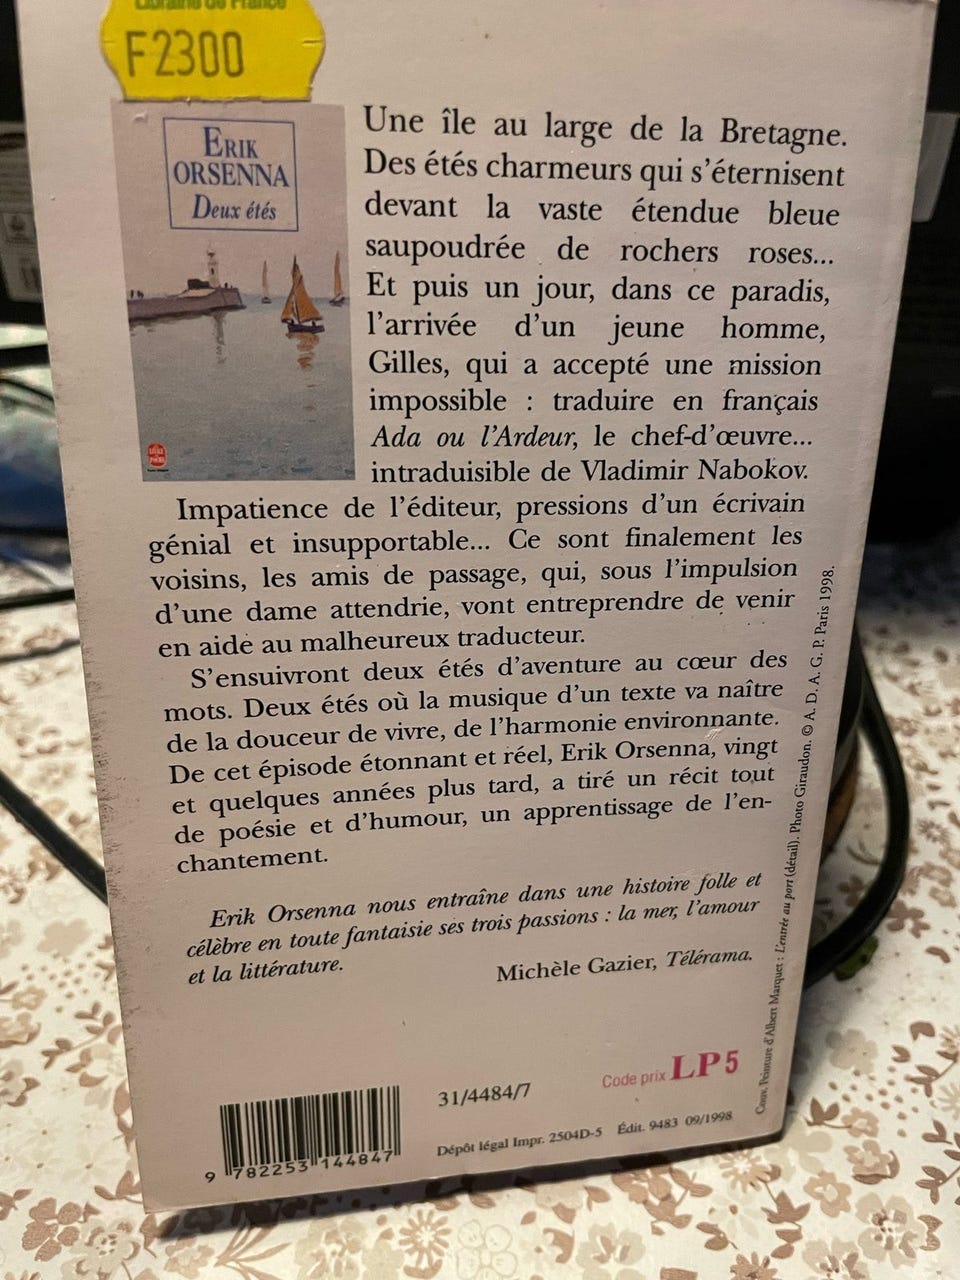 Librairie de France
F2300
ERIK
ORSENNA
Deux étés
Une île au large de la Bretagne.
Des étés charmeurs qui s'éternisent
devant la vaste étendue bleue
saupoudrée de rochers roses...
Et puis un jour, dans ce paradis,
l'arrivée d'un jeune homme,
Gilles, qui a accepté une mission
impossible : traduire en français
Ada ou l'Ardeur, le chef-d'œuvre...
intraduisible de Vladimir Nabokov.
Impatience de l'éditeur, pressions d'un écrivain
génial et insupportable... Ce sont finalement les
voisins, les amis de passage, qui, sous l'impulsion
d'une dame attendrie, vont entreprendre de venir
en aide au malheureux traducteur.
S'ensuivront deux étés d'aventure au cœur des
mots. Deux étés où la musique d'un texte va naître
de la douceur de vivre, de l'harmonie environnante.
De cet épisode étonnant et réel, Erik Orsenna, vingt
et quelques années plus tard, a tiré un récit tout
de poésie et d'humour, un apprentissage de l'en-
chantement.
Erik Orsenna nous entraîne dans une histoire folle et
célèbre en toute fantaisie ses trois passions : la mer, l'amour
et la littérature.
Michèle Gazier, Télérama.
Couv. Peinture d'Albert Marquet : L'entrée au port (détail). Photo Giraudon. © A. D. A. G. P. Paris 1998.
31/4484/7
Code prix LP5
Dépôt légal Impr. 2504D-5 Édit. 9483 09/1998
9 782253 144847